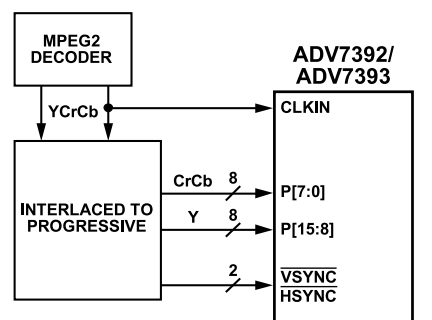 MPEG2
DECODER
ADV7392/
ADV7393
YCrCb
CLKIN
INTERLACED TO
PROGRESSIVE
CrCb
8
P[7:0]
Y
8
P[15:8]
2
VSYNC
HSYNC